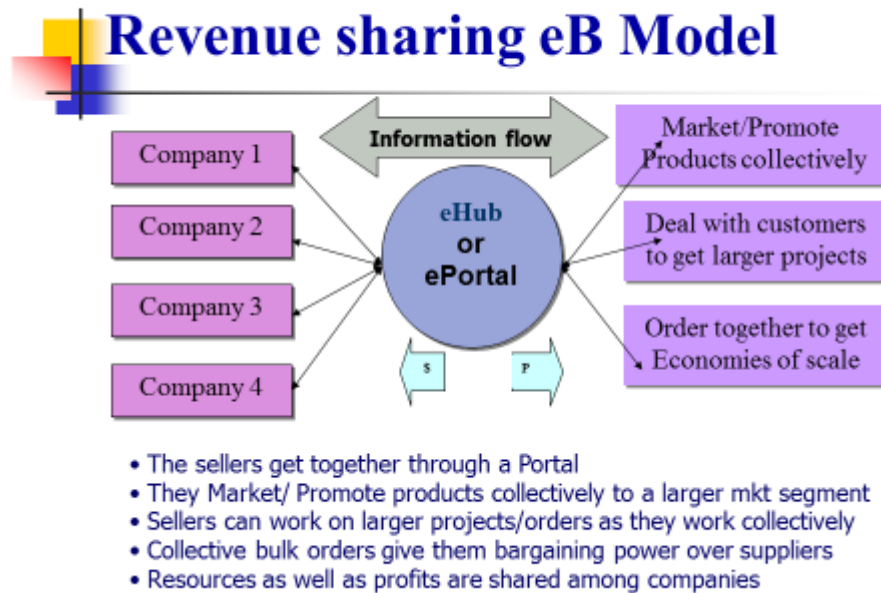 Revenue sharing eB Model
Information flow
Company 1
Company 2
Company 3
Company 4
eHub
or
ePortal
$
P
Market/Promote
Products collectively
Deal with customers
to get larger projects
Order together to get
Economies of scale
• The sellers get together through a Portal
• They Market/ Promote products collectively to a larger mkt segment
• Sellers can work on larger projects/orders as they work collectively
• Collective bulk orders give them bargaining power over suppliers
• Resources as well as profits are shared among companies